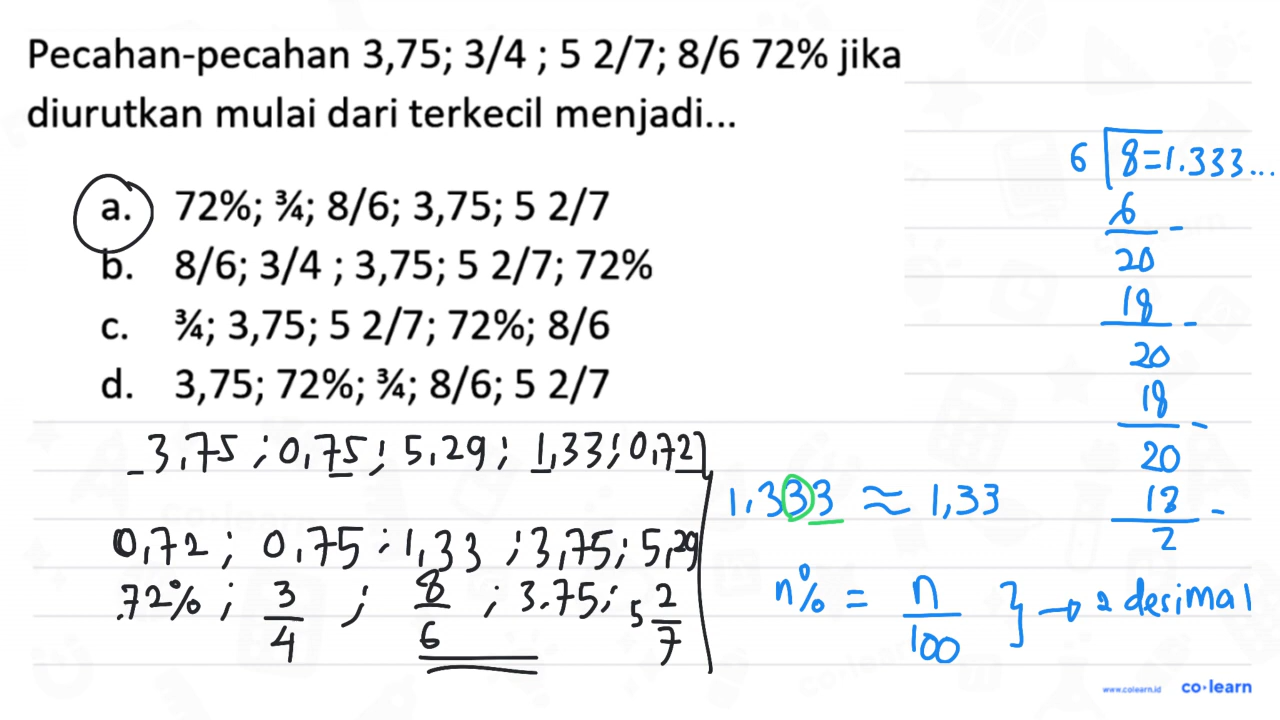 Pecahan-pecahan 3,75; 3/4 ; 5 2/7; 8/6 72% jika
diurutkan mulai dari terkecil menjadi...
a. 72%; ¾; 8/6; 3,75; 5 2/7
b. 8/6; 3/4 ; 3,75; 5 2/7; 72%
c. ¾; 3,75; 5 2/7; 72%; 8/6
d. 3,75; 72%; ¾; 8/6; 5 2/7
3,75 ; 0,75 ; 5,29 ; 1,33 ; 0,72
0,72 ; 0,75 ; 1,33 ; 3,75 ; 5,29
72% ; 3/4 ; 8/6 ; 3.75 ; 5 2/7
6 8 = 1.333...
6 -
20
18 -
20
18 -
20
18 -
2
1,333 ≈ 1,33
n% = n/100 } → 2 desimal
www.colearn.id co·learn